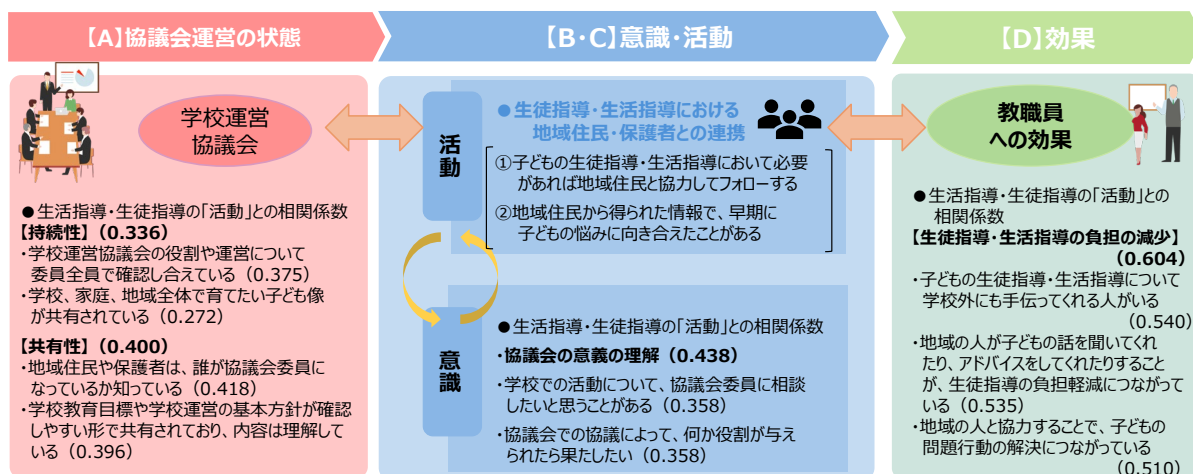 【A】協議会運営の状態
【B・C】意識・活動
【D】効果
学校運営
協議会
●生活指導・生徒指導の「活動」との相関係数
【持続性】（0.336）
・学校運営協議会の役割や運営について
委員全員で確認し合えている（0.375）
・学校、家庭、地域全体で育てたい子ども像
が共有されている（0.272）
【共有性】（0.400）
・地域住民や保護者は、誰が協議会委員に
なっているか知っている（0.418）
・学校教育目標や学校運営の基本方針が確認
しやすい形で共有されており、内容は理解して
いる（0.396）
活動
●生徒指導・生活指導における
地域住民・保護者との連携
①子どもの生徒指導・生活指導において必要
があれば地域住民と協力してフォローする
②地域住民から得られた情報で、早期に
子どもの悩みに向き合えたことがある
意識
●生活指導・生徒指導の「活動」との相関係数
・協議会の意義の理解（0.438）
・学校での活動について、協議会委員に相談
したいと思うことがある（0.358）
・協議会での協議によって、何か役割が与え
られたら果たしたい（0.358）
教職員
への効果
●生活指導・生徒指導の「活動」との
相関係数
【生徒指導・生活指導の負担の減少】
（0.604）
・子どもの生徒指導・生活指導について
学校外にも手伝ってくれる人がいる
（0.540）
・地域の人が子どもの話を聞いてくれ
たり、アドバイスをしてくれたりすること
が、生徒指導の負担軽減につながって
いる（0.535）
・地域の人と協力することで、子どもの
問題行動の解決につながっている
（0.510）